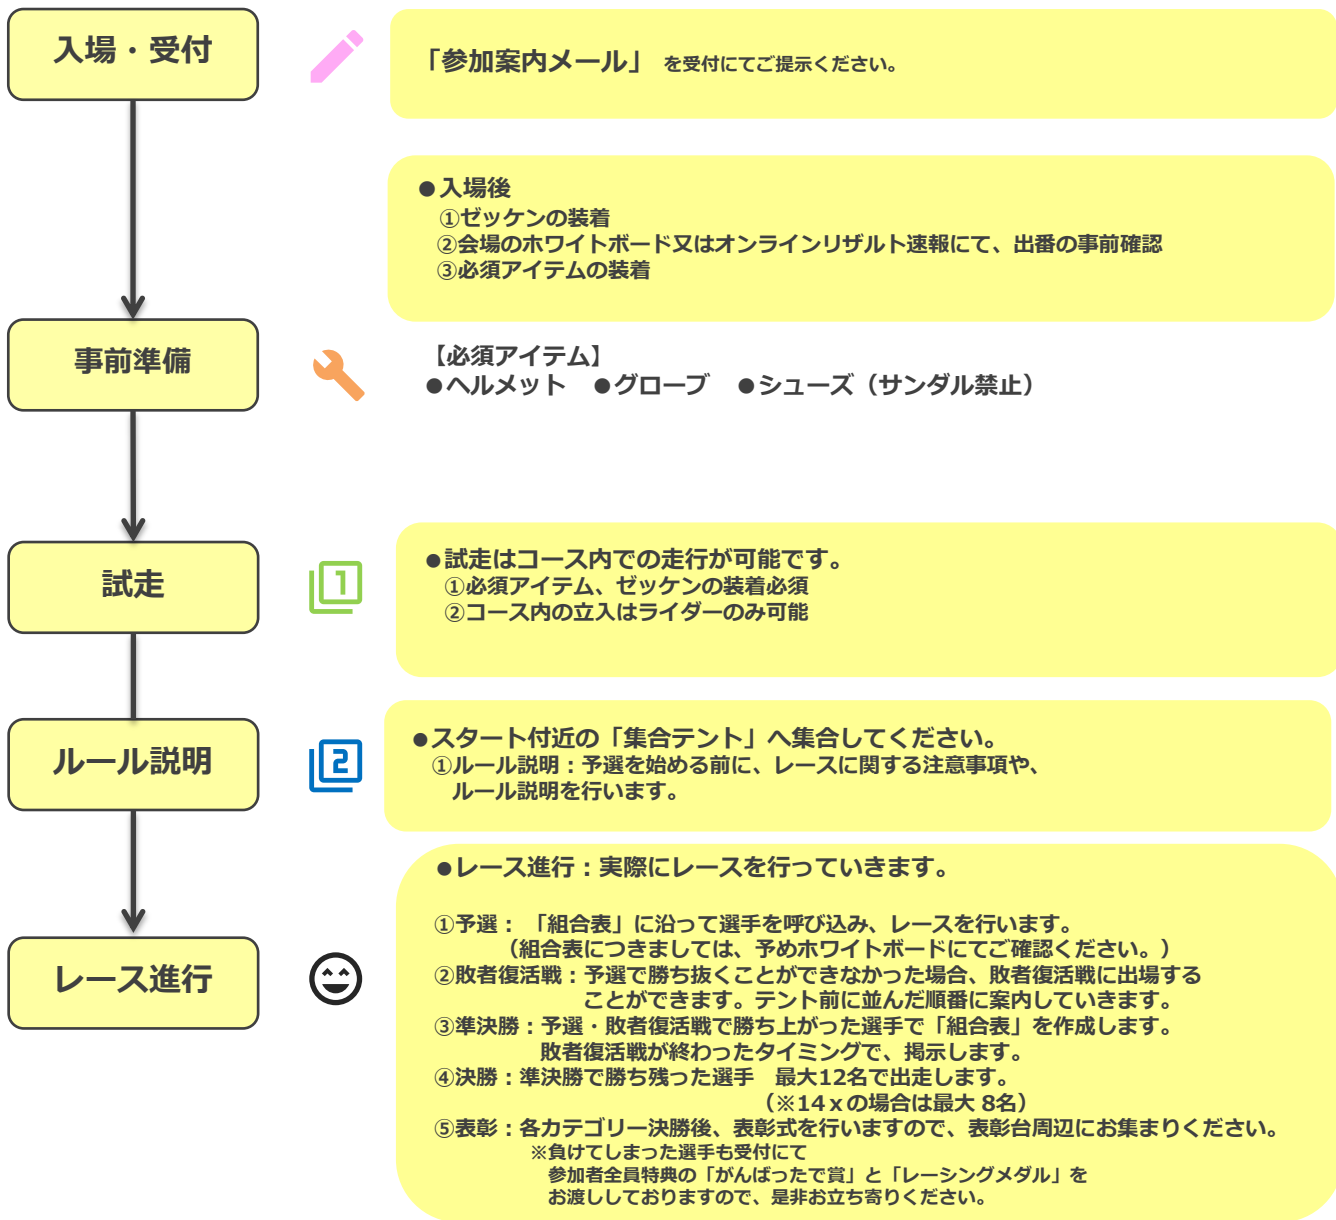 入場・受付
「参加案内メール」 を受付にてご提示ください。
●入場後
①ゼッケンの装着
②会場のホワイトボード又はオンラインリザルト速報にて、出番の事前確認
③必須アイテムの装着
事前準備
【必須アイテム】
●ヘルメット ●グローブ ●シューズ（サンダル禁止）
試走
●試走はコース内での走行が可能です。
①必須アイテム、ゼッケンの装着必須
②コース内の立入はライダーのみ可能
1
ルール説明
2
●スタート付近の「集合テント」へ集合してください。
①ルール説明：予選を始める前に、レースに関する注意事項や、
ルール説明を行います。
レース進行
●レース進行：実際にレースを行っていきます。
①予選： 「組合表」に沿って選手を呼び込み、レースを行います。
（組合表につきましては、予めホワイトボードにてご確認ください。）
②敗者復活戦：予選で勝ち抜くことができなかった場合、敗者復活戦に出場する
ことができます。テント前に並んだ順番に案内していきます。
③準決勝：予選・敗者復活戦で勝ち上がった選手で「組合表」を作成します。
敗者復活戦が終わったタイミングで、掲示します。
④決勝：準決勝で勝ち残った選手 最大12名で出走します。
（※14ｘの場合は最大 8名）
⑤表彰：各カテゴリー決勝後、表彰式を行いますので、表彰台周辺にお集まりください。
※負けてしまった選手も受付にて
参加者全員特典の「がんばったで賞」と「レーシングメダル」を
お渡ししておりますので、是非お立ち寄りください。